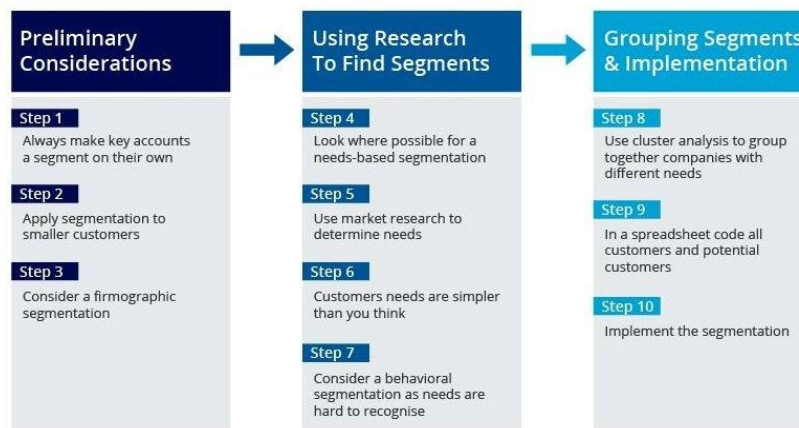 Preliminary
Considerations
Step 1
Always make key accounts
a segment on their own
Step 2
Apply segmentation to
smaller customers
Step 3
Consider a firmographic
segmentation
Using Research
To Find Segments
Step 4
Look where possible for a
needs-based segmentation
Step 5
Use market research to
determine needs
Step 6
Customers needs are simpler
than you think
Step 7
Consider a behavioral
segmentation as needs are
hard to recognise
Grouping Segments
& Implementation
Step 8
Use cluster analysis to group
together companies with
different needs
Step 9
In a spreadsheet code all
customers and potential
customers
Step 10
Implement the segmentation